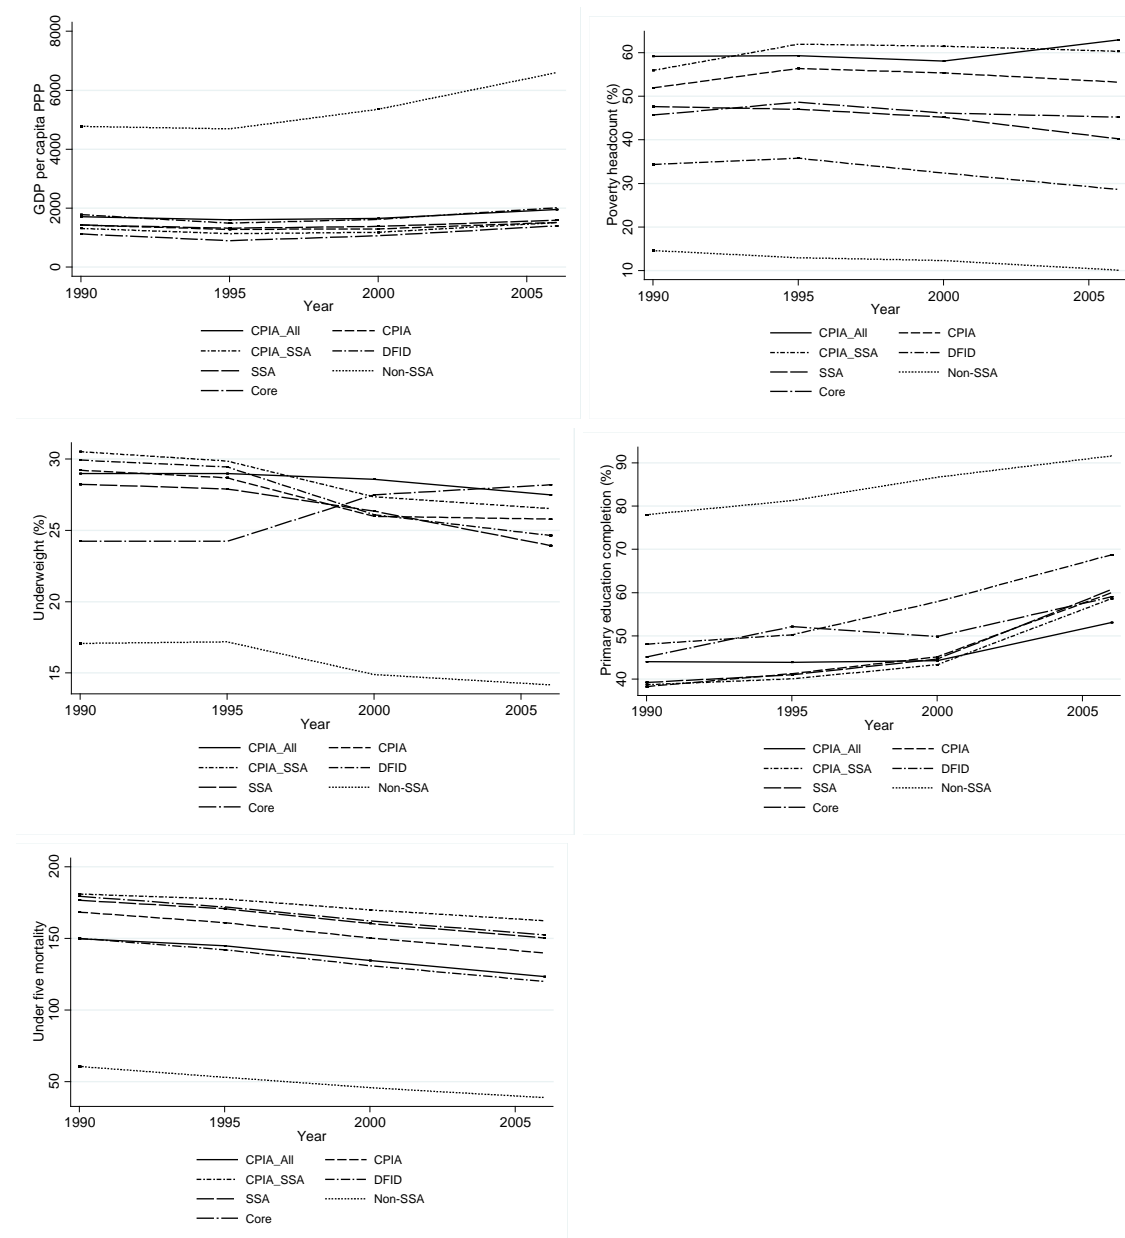 GDP per capita PPP
8000
6000
4000
2000
0
1990 1995 2000 2005
Year
CPIA_All CPIA
CPIA_SSA DFID
SSA Non-SSA
Core
Poverty headcount (%)
60
50
40
30
20
10
1990 1995 2000 2005
Year
CPIA_All CPIA
CPIA_SSA DFID
SSA Non-SSA
Core
Underweight (%)
30
25
20
15
1990 1995 2000 2005
Year
CPIA_All CPIA
CPIA_SSA DFID
SSA Non-SSA
Core
Primary education completion (%)
90
80
70
60
50
40
1990 1995 2000 2005
Year
CPIA_All CPIA
CPIA_SSA DFID
SSA Non-SSA
Core
Under five mortality
200
150
100
50
1990 1995 2000 2005
Year
CPIA_All CPIA
CPIA_SSA DFID
SSA Non-SSA
Core